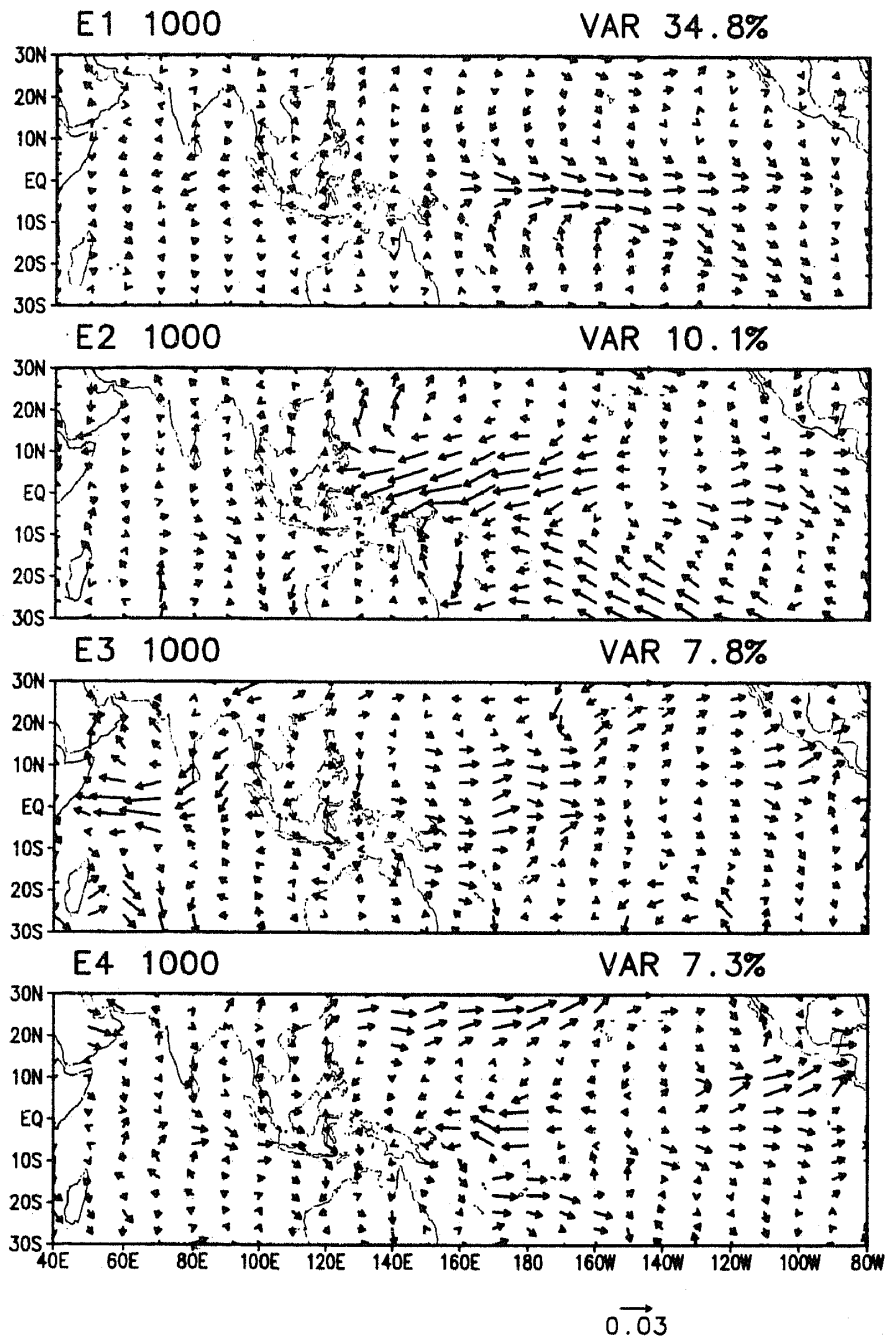 E1 1000 VAR 34.8%
30N
20N
10N
EQ
10S
20S
30S
E2 1000 VAR 10.1%
30N
20N
10N
EQ
10S
20S
30S
E3 1000 VAR 7.8%
30N
20N
10N
EQ
10S
20S
30S
E4 1000 VAR 7.3%
30N
20N
10N
EQ
10S
20S
30S
40E 60E 80E 100E 120E 140E 160E 180 160W 140W 120W 100W 80W
0.03